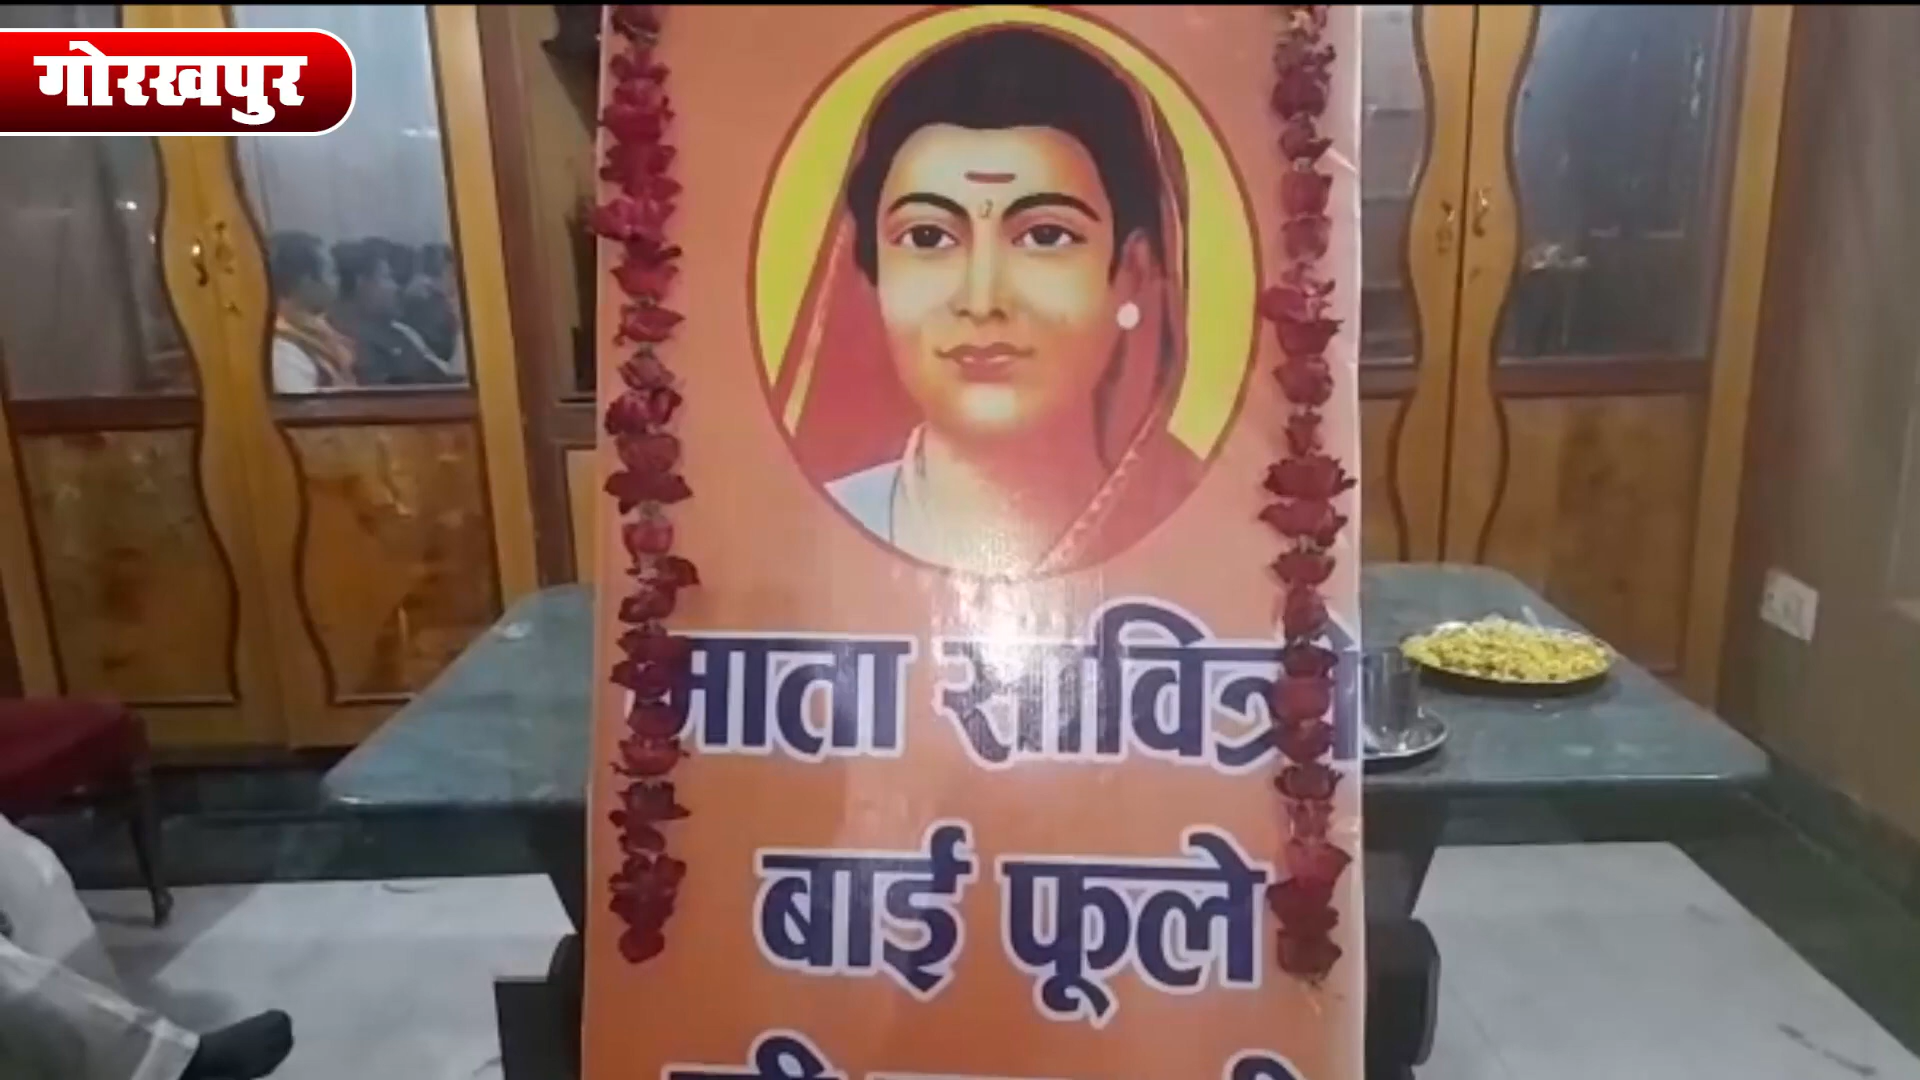 गोरखपुर
माता सावित्री
बाई फूले